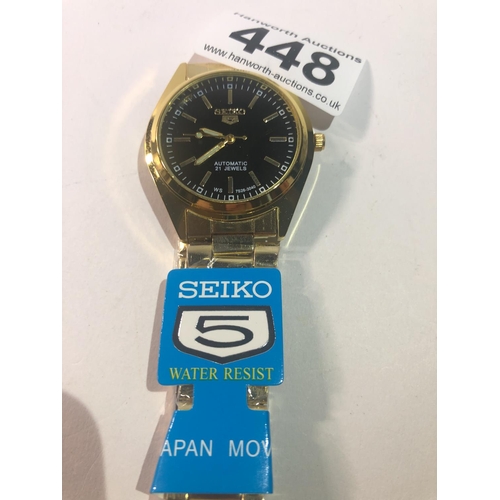 Hanworth Auctions
448
www.hanworth-auctions.co.uk
SEIKO
5
AUTOMATIC
21 JEWELS
WS
SEIKO
5
WATER RESIST
APAN MOV